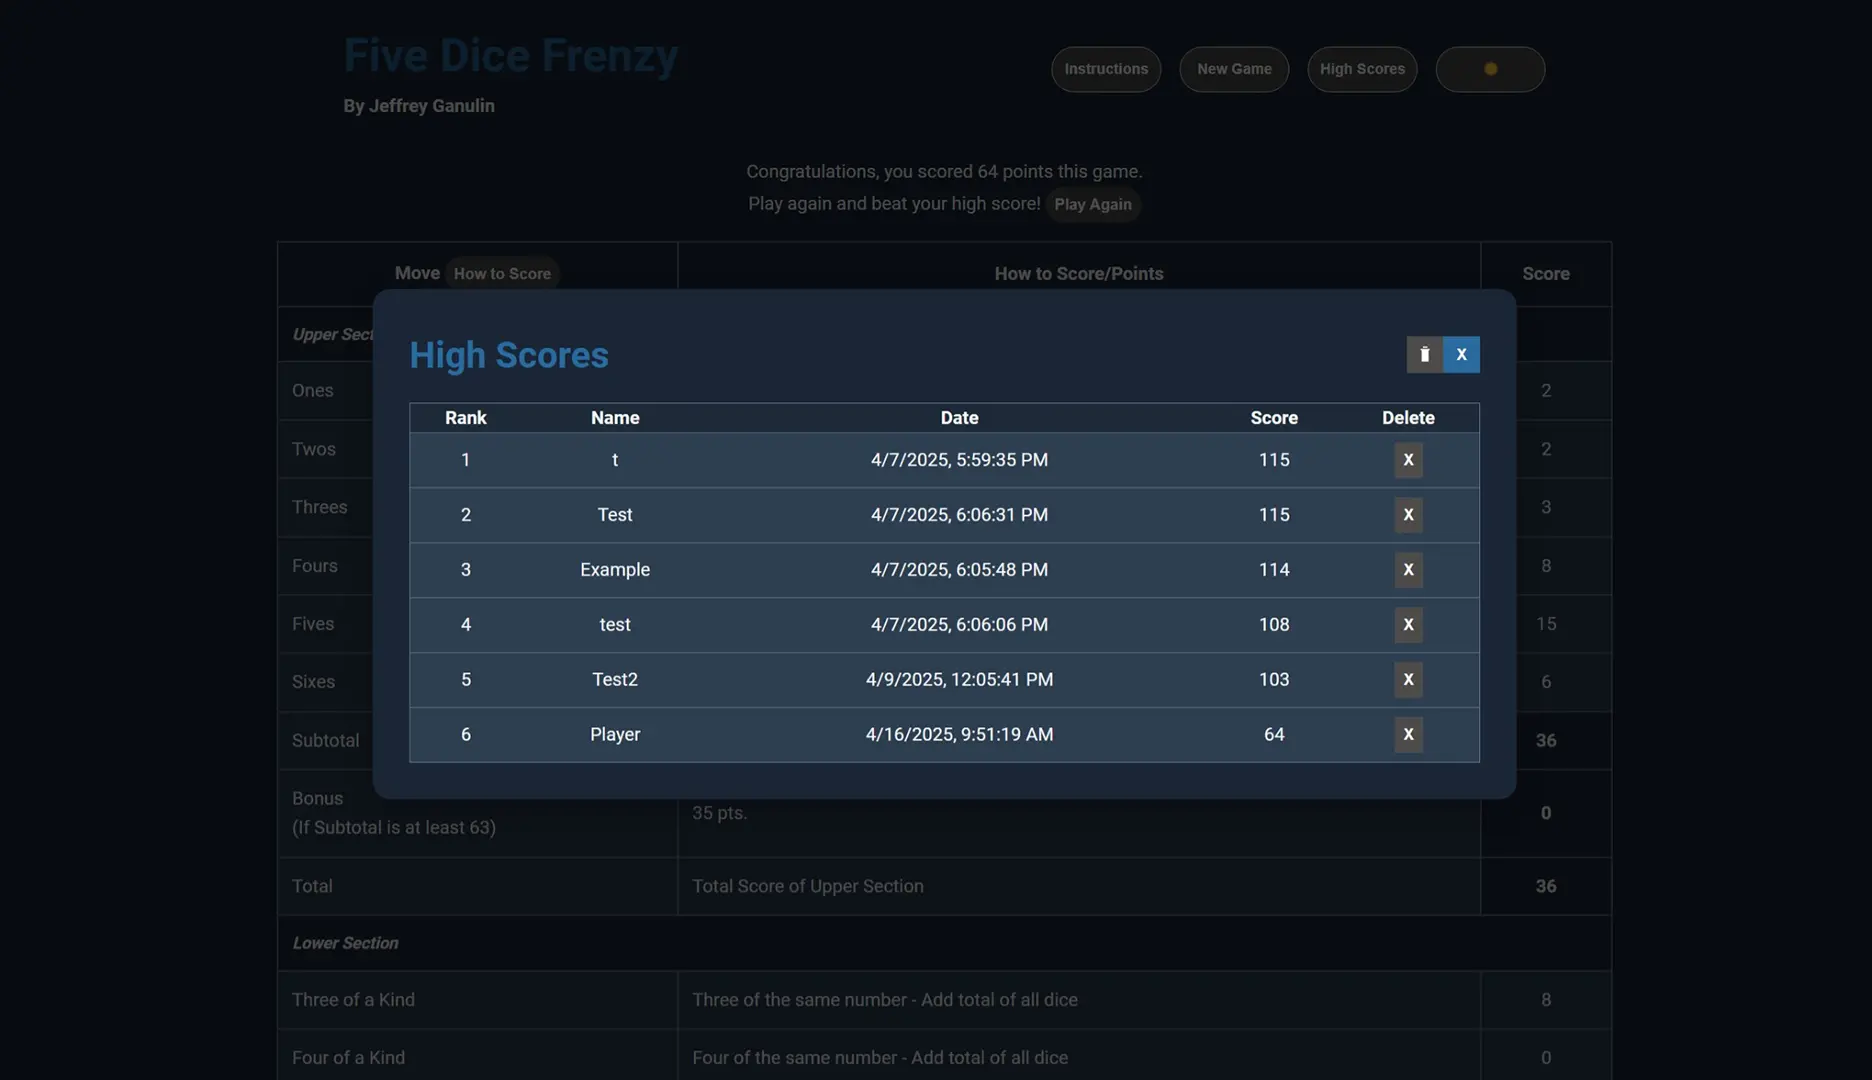 Five Dice Frenzy
By Jeffrey Ganulin
Instructions
New Game
High Scores
Congratulations, you scored 64 points this game.
Play again and beat your high score! Play Again
Move How to Score How to Score/Points Score
Upper Sect
High Scores
X
Rank Name Date Score Delete
1 t 4/7/2025, 5:59:35 PM 115 X
2 Test 4/7/2025, 6:06:31 PM 115 X
3 Example 4/7/2025, 6:05:48 PM 114 X
4 test 4/7/2025, 6:06:06 PM 108 X
5 Test2 4/9/2025, 12:05:41 PM 103 X
6 Player 4/16/2025, 9:51:19 AM 64 X
Ones 2
Twos 2
Threes 3
Fours 8
Fives 15
Sixes 6
Subtotal 36
Bonus
(If Subtotal is at least 63) 35 pts. 0
Total Total Score of Upper Section 36
Lower Section
Three of a Kind Three of the same number - Add total of all dice 8
Four of a Kind Four of the same number - Add total of all dice 0